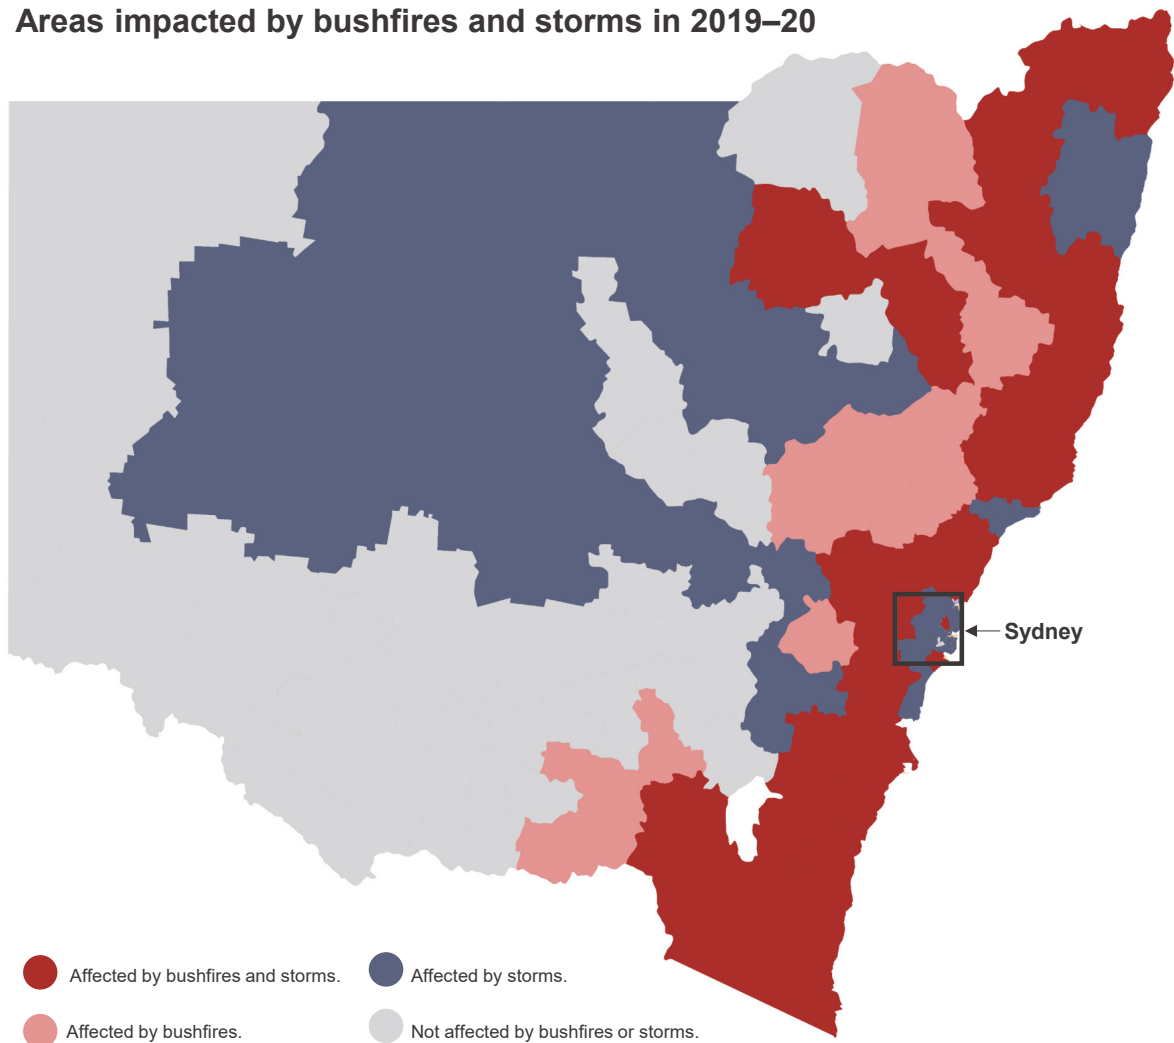 Areas impacted by bushfires and storms in 2019–20
Sydney
Affected by bushfires and storms.
Affected by storms.
Affected by bushfires.
Not affected by bushfires or storms.